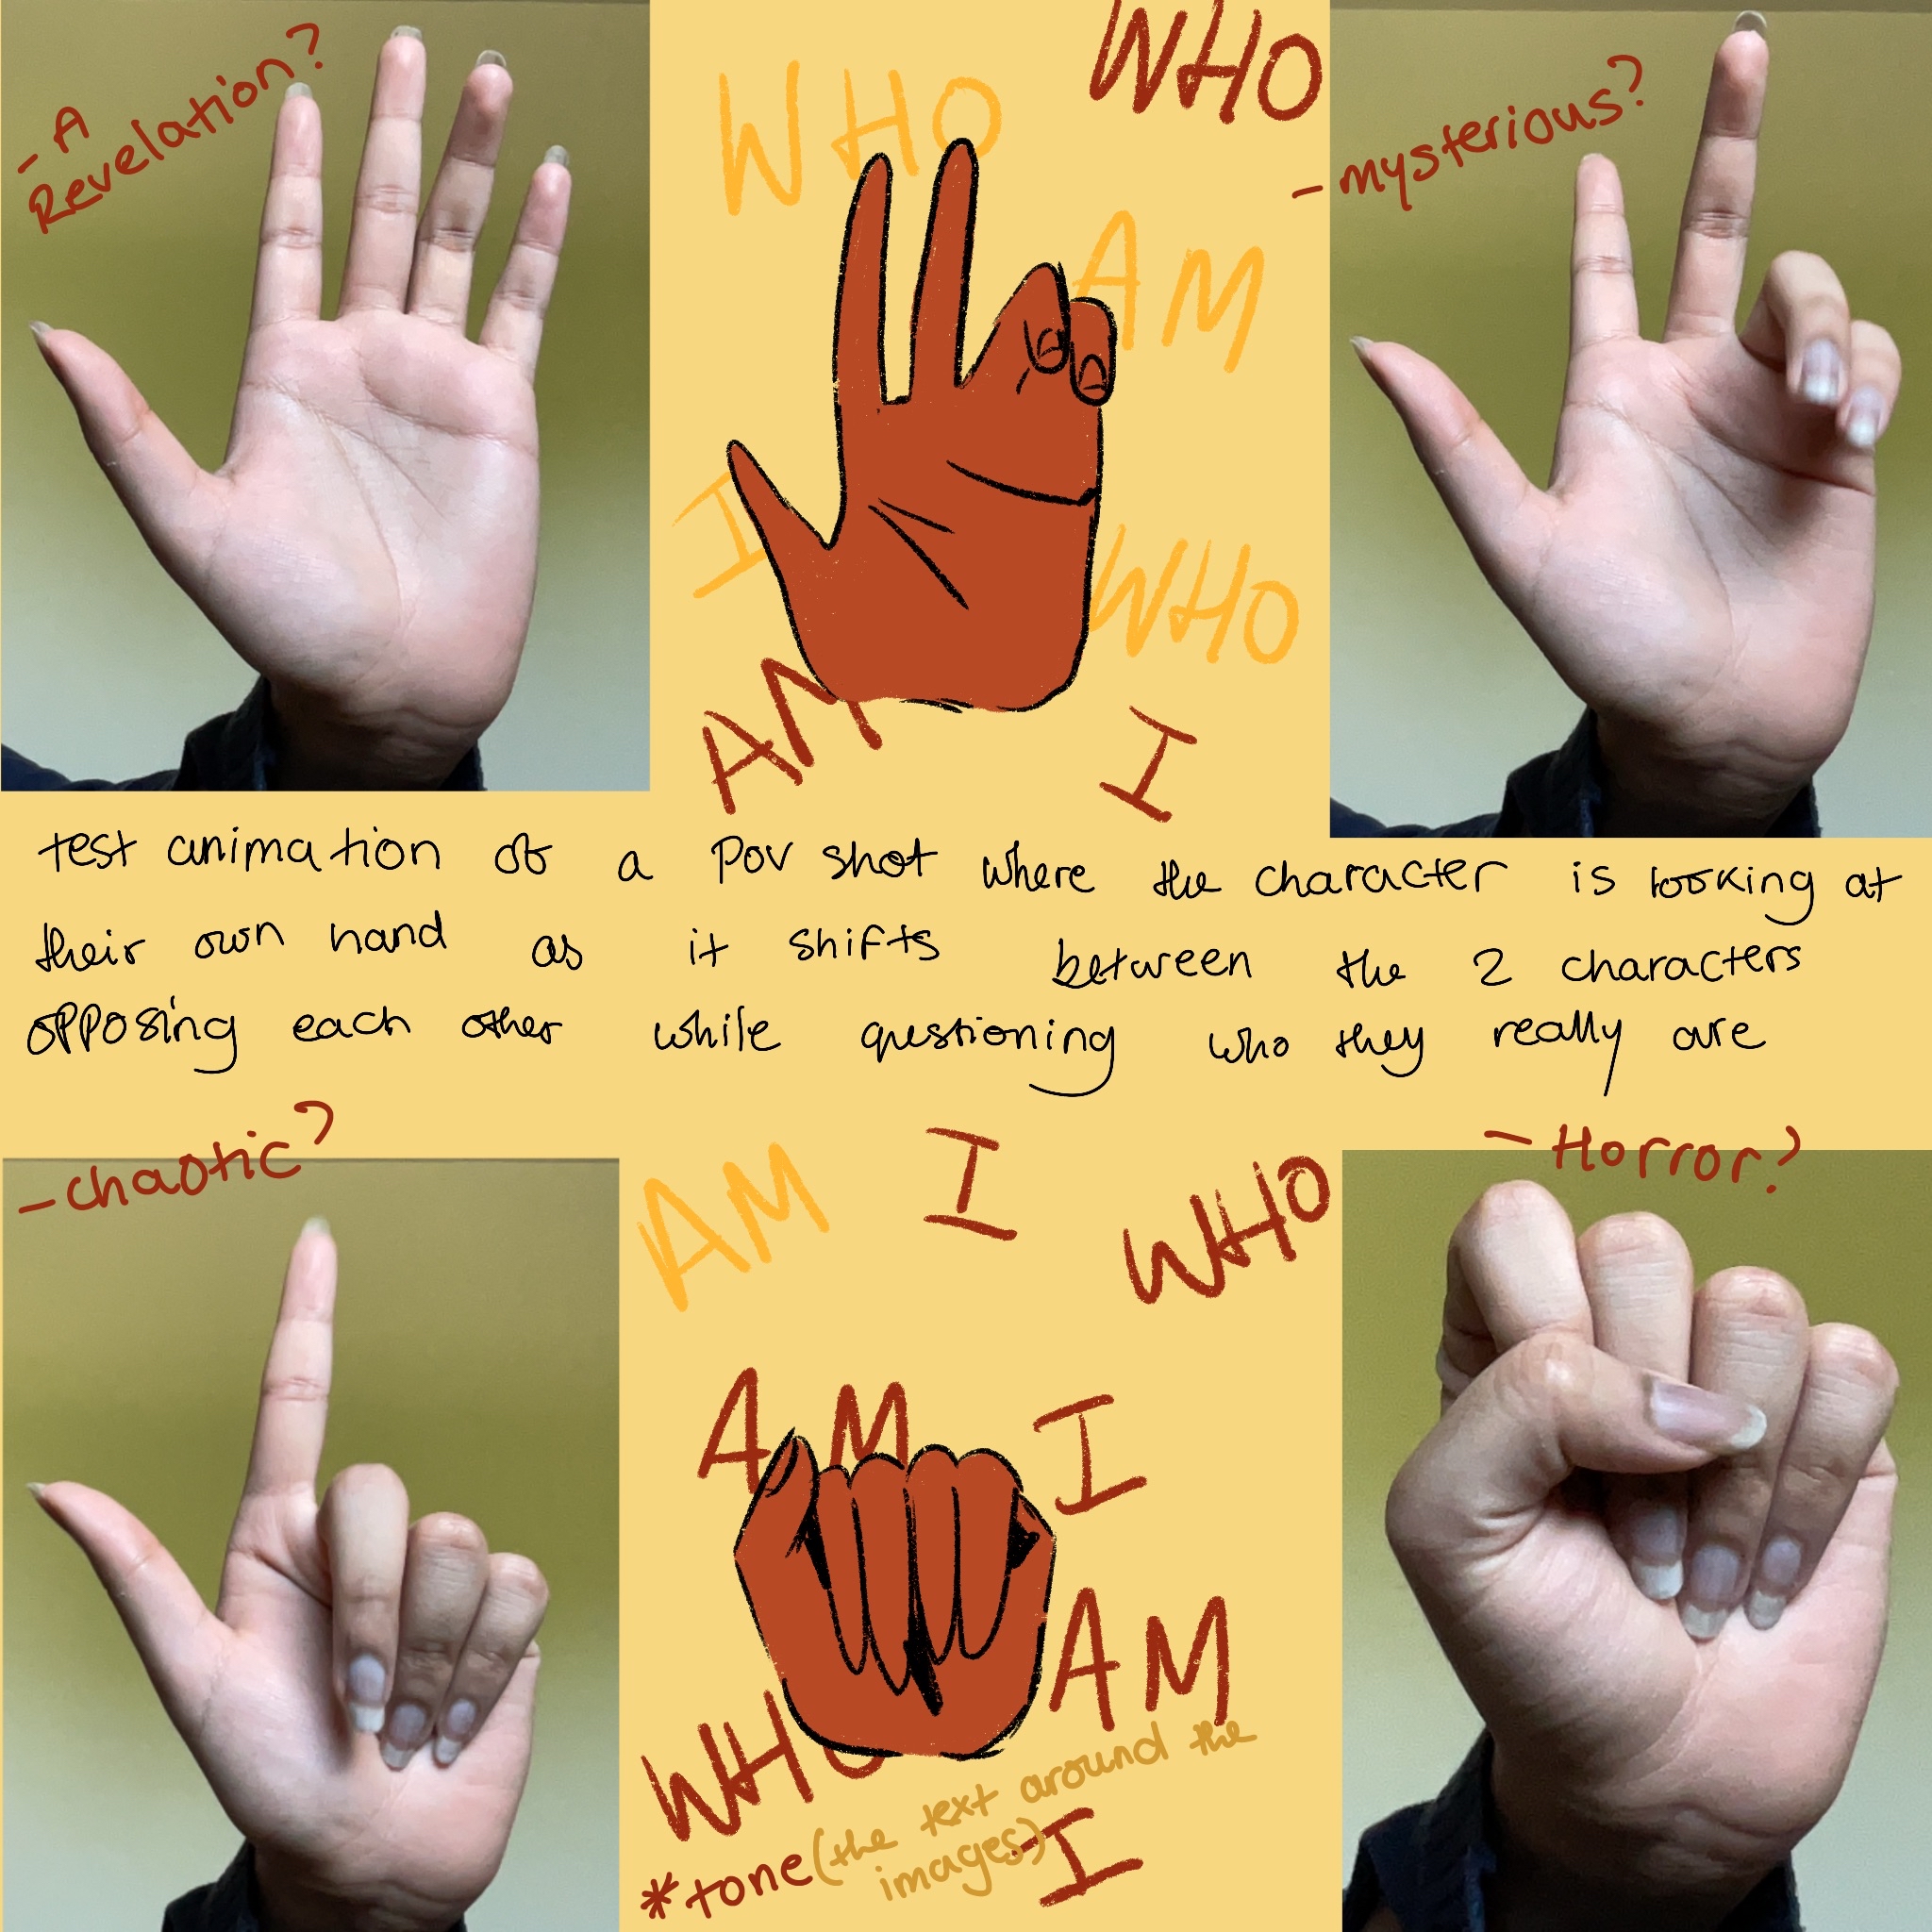 - A
Revelation?
WHO
WHO
- mysterious?
AM
I
WHO
AM
I
test animation of a POV shot where the character is looking at
their own hand as it shifts between the 2 characters
opposing each other while questioning who they really are
- chaotic?
- Horror?
AM
I
WHO
AM
I
AM
WHO
I
*tone (the text around the
images)